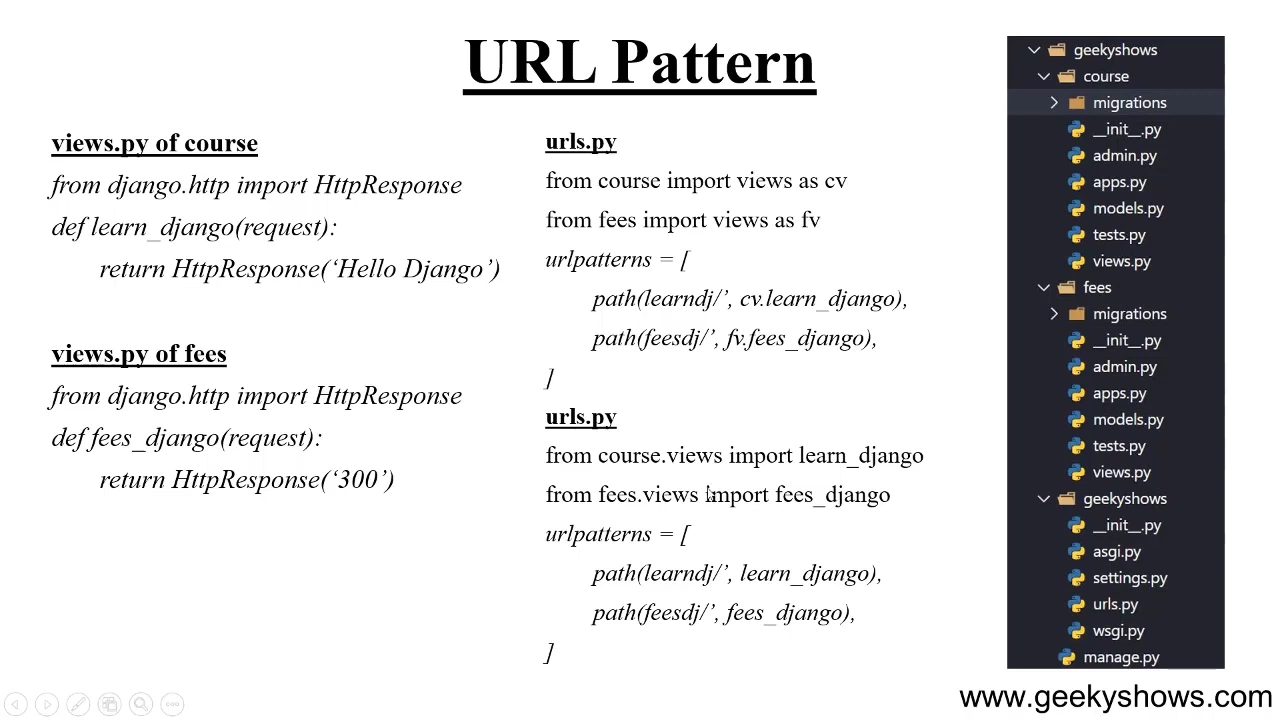 URL Pattern
views.py of course
from django.http import HttpResponse
def learn_django(request):
return HttpResponse(‘Hello Django’)
views.py of fees
from django.http import HttpResponse
def fees_django(request):
return HttpResponse(‘300’)
urls.py
from course import views as cv
from fees import views as fv
urlpatterns = [
path(learndj/’, cv.learn_django),
path(feesdj/’, fv.fees_django),
]
urls.py
from course.views import learn_django
from fees.views import fees_django
urlpatterns = [
path(learndj/’, learn_django),
path(feesdj/’, fees_django),
]
geekyshows
course
migrations
__init__.py
admin.py
apps.py
models.py
tests.py
views.py
fees
migrations
__init__.py
admin.py
apps.py
models.py
tests.py
views.py
geekyshows
__init__.py
asgi.py
settings.py
urls.py
wsgi.py
manage.py
www.geekyshows.com